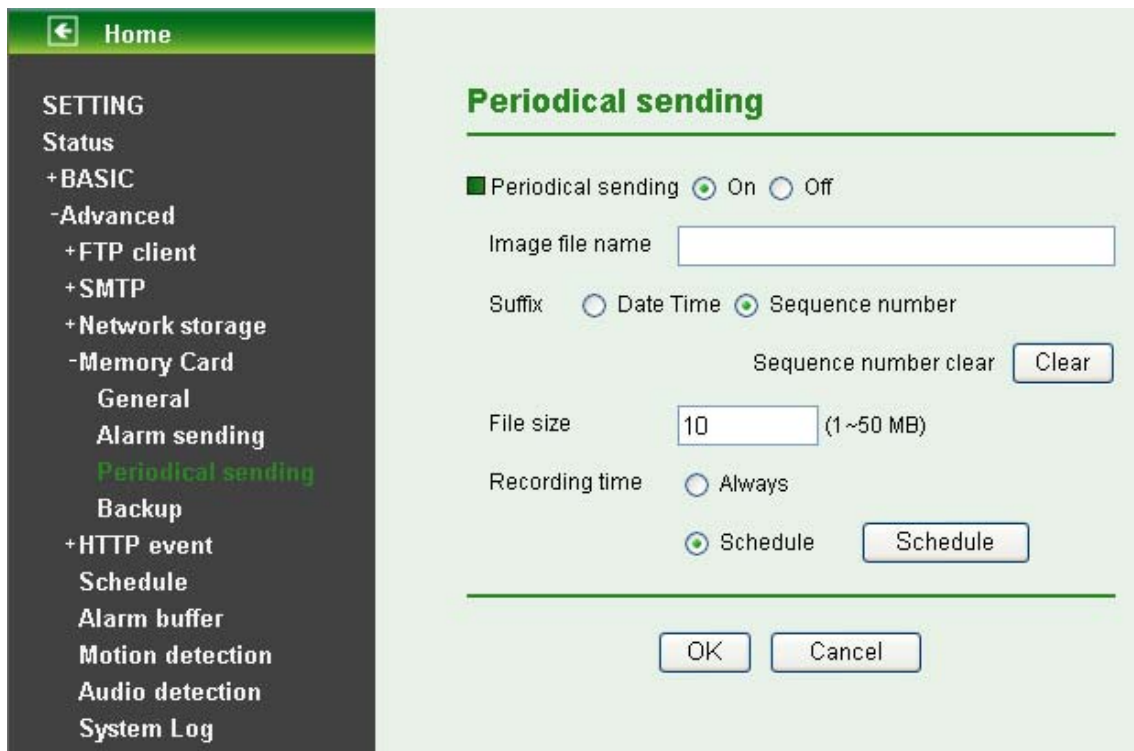 Home
SETTING
Status
+BASIC
-Advanced
+FTP client
+SMTP
+Network storage
-Memory Card
General
Alarm sending
Periodical sending
Backup
+HTTP event
Schedule
Alarm buffer
Motion detection
Audio detection
System Log
Periodical sending
Periodical sending On Off
Image file name
Suffix Date Time Sequence number
Sequence number clear Clear
File size 10 (1~50 MB)
Recording time Always
Schedule Schedule
OK Cancel